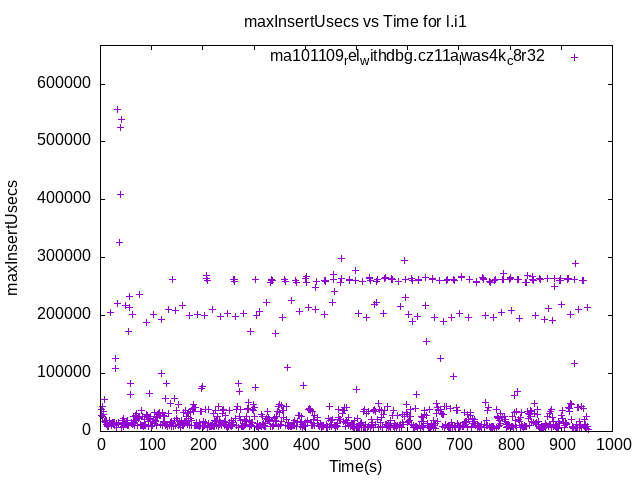 maxInsertUsecs vs Time for l.i1
ma101109_rel_withdbg.cz11a_lwas4k_c8r32
600000
500000
400000
300000
200000
100000
0
maxInsertUsecs
0 100 200 300 400 500 600 700 800 900 1000
Time(s)